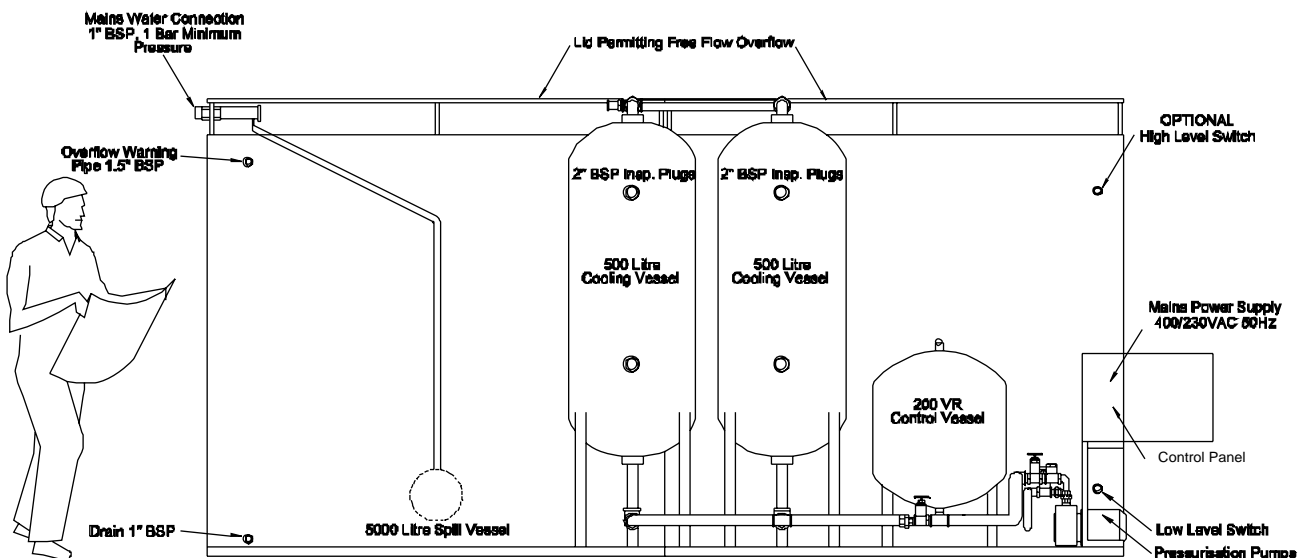 Mains Water Connection
1" BSP, 1 Bar Minimum
Pressure
Lid Permitting Free Flow Overflow
OPTIONAL
High Level Switch
Overflow Warning
Pipe 1.5" BSP
2" BSP Insp. Plugs
2" BSP Insp. Plugs
500 Litre
Cooling Vessel
500 Litre
Cooling Vessel
Mains Power Supply
400/230VAC 50Hz
200 VR
Control Vessel
Control Panel
Drain 1" BSP
5000 Litre Spill Vessel
Low Level Switch
Pressurisation Pumps